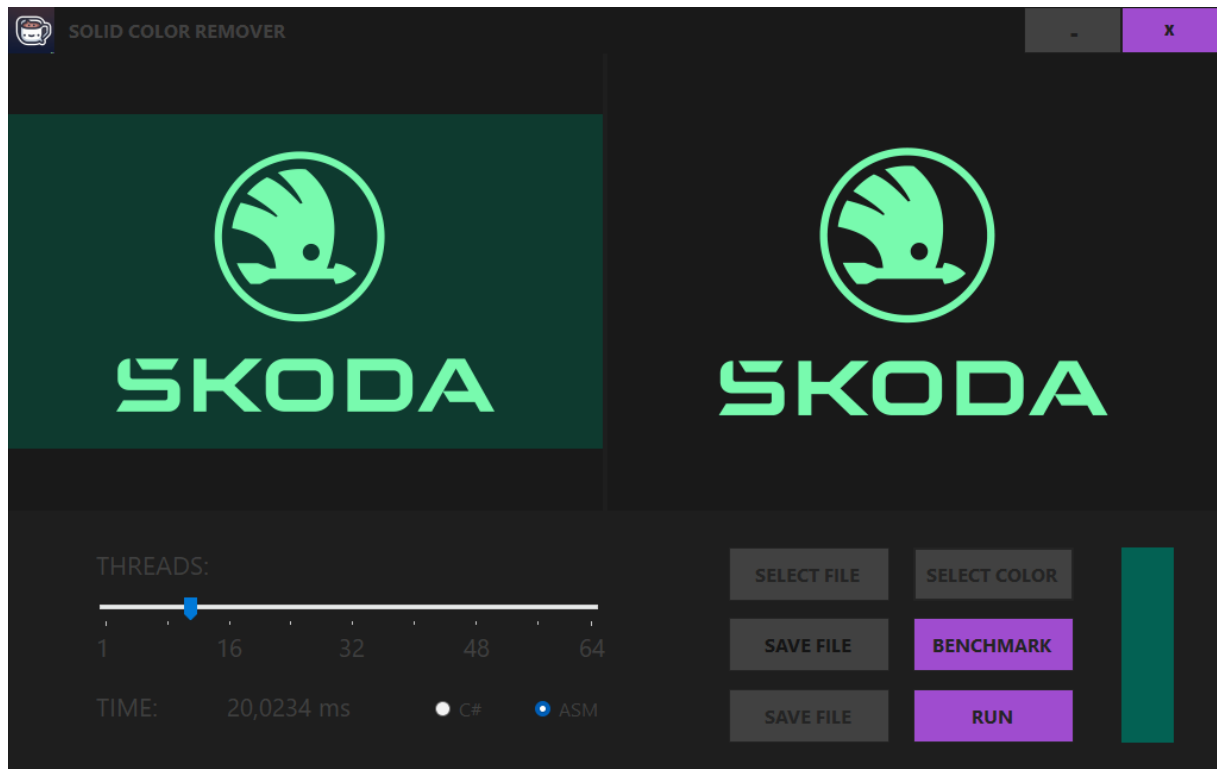 SOLID COLOR REMOVER
- X
SKODA
SKODA
THREADS:
1 16 32 48 64
TIME: 20,0234 ms C# ASM
SELECT FILE SELECT COLOR
SAVE FILE BENCHMARK
SAVE FILE RUN